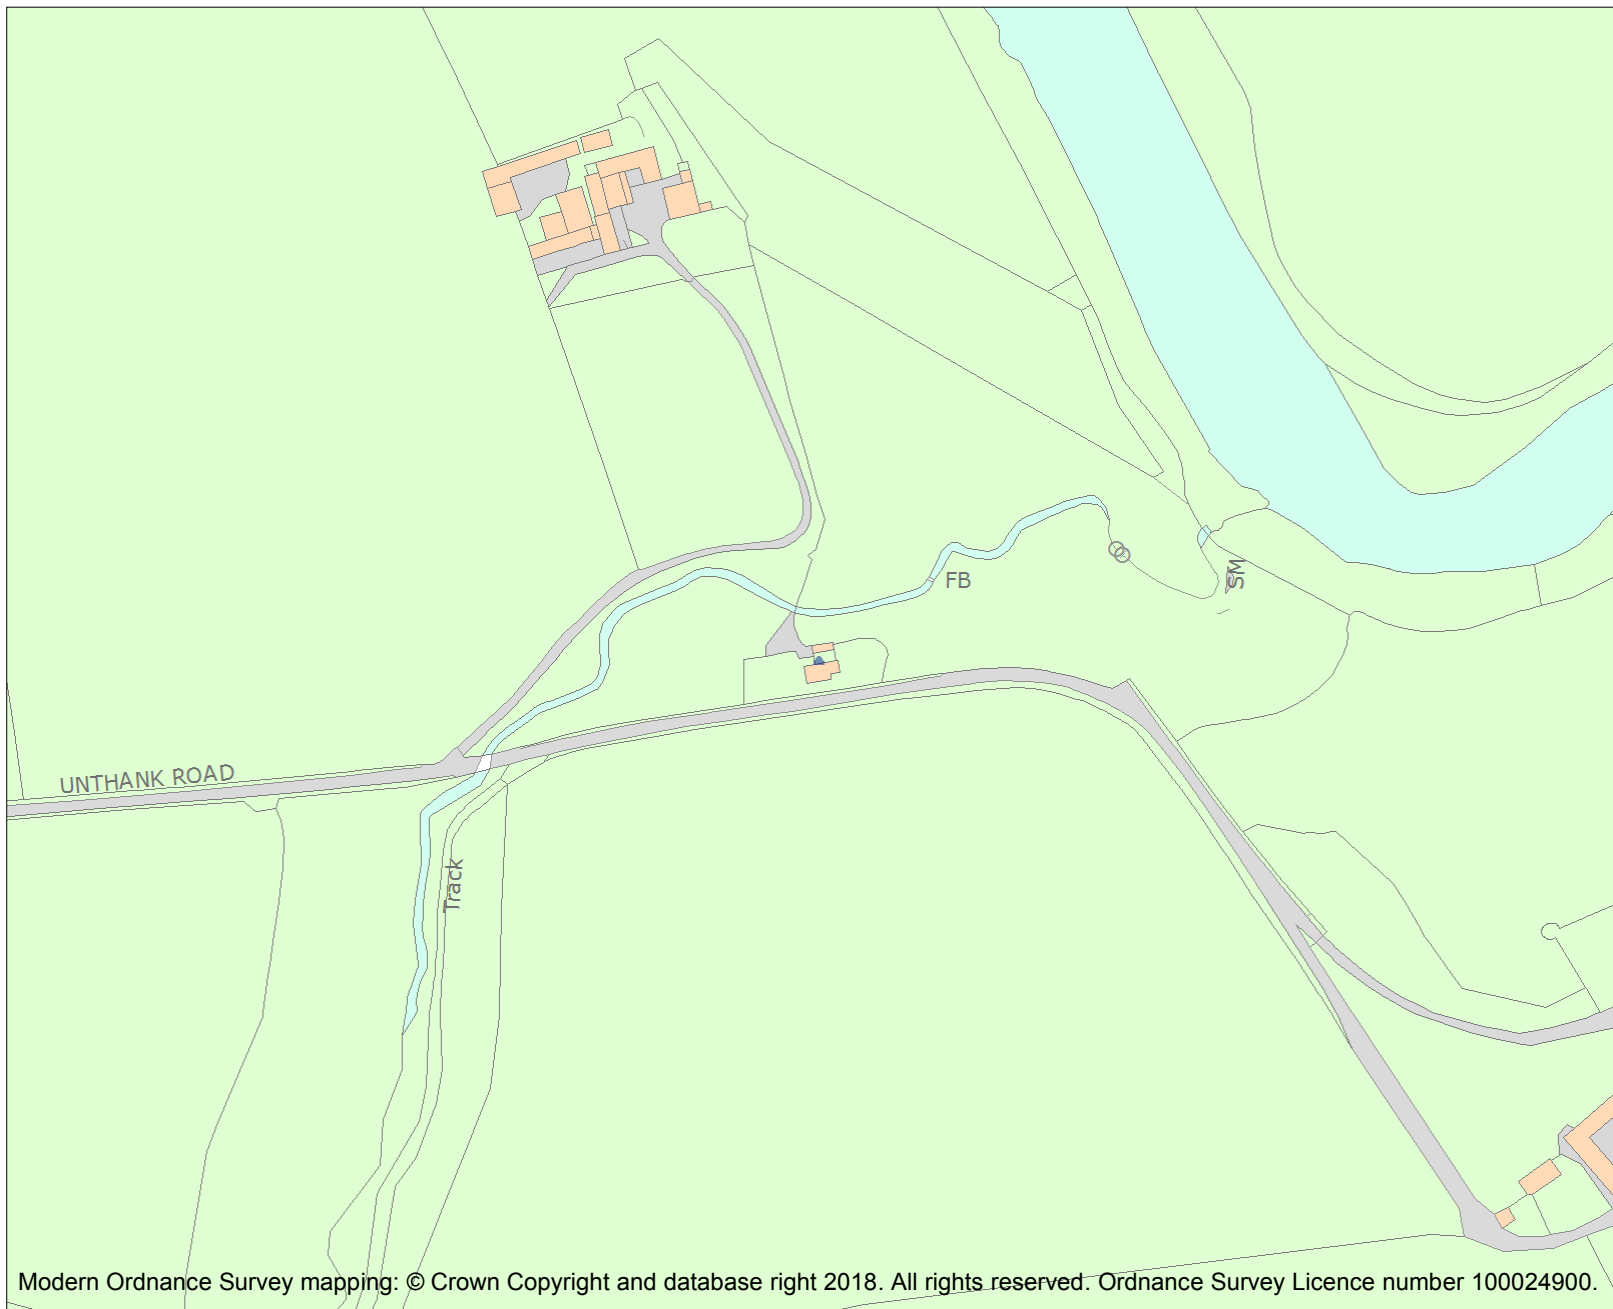 FB
SM
UNTHANK ROAD
Track
Modern Ordnance Survey mapping: © Crown Copyright and database right 2018. All rights reserved. Ordnance Survey Licence number 100024900.